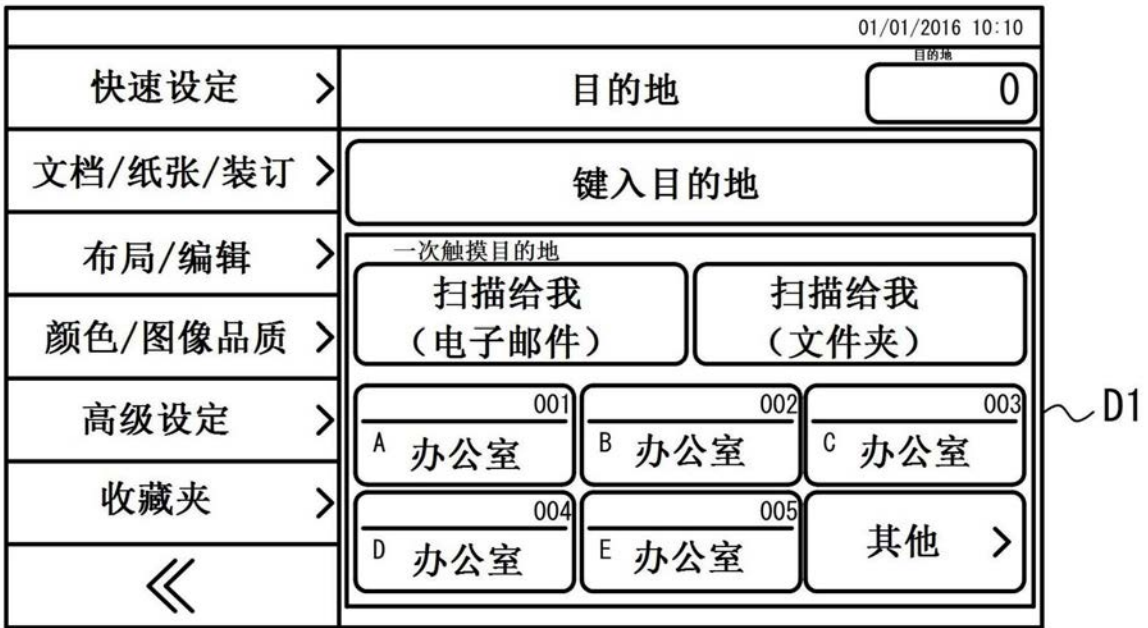 01/01/2016 10:10
快速设定
文档/纸张/装订
布局/编辑
颜色/图像品质
高级设定
收藏夹
目的地
目的地
0
键入目的地
一次触摸目的地
扫描给我
（电子邮件）
扫描给我
（文件夹）
001
A 办公室
002
B 办公室
003
C 办公室
004
D 办公室
005
E 办公室
其他
D1